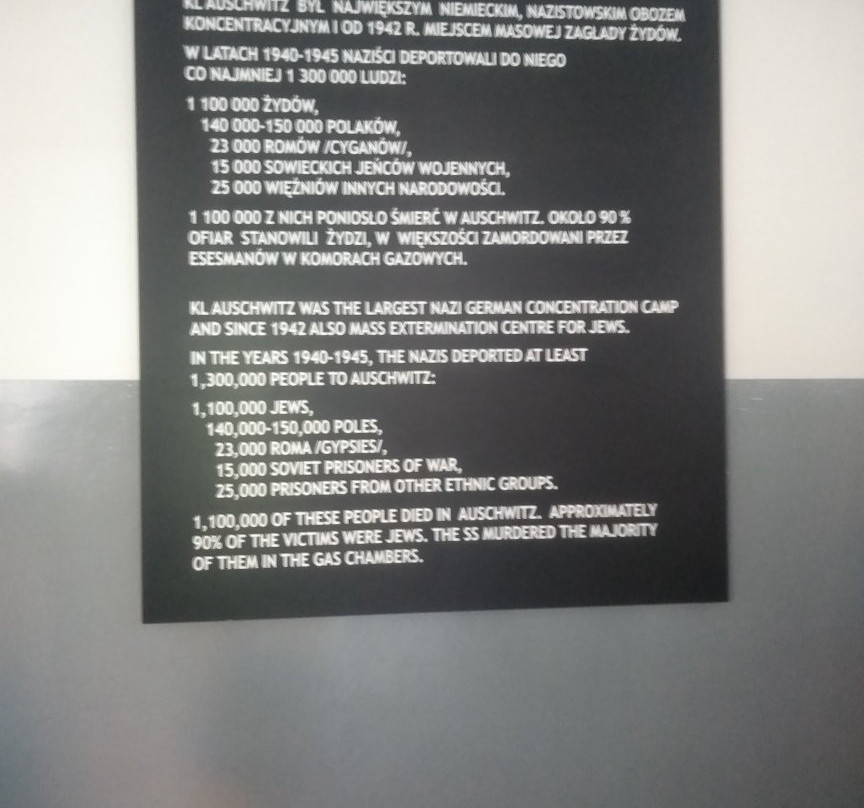 KL AUSCHWITZ BYŁ NAJWIĘKSZYM NIEMIECKIM, NAZISTOWSKIM OBOZEM
KONCENTRACYJNYM I OD 1942 R. MIEJSCEM MASOWEJ ZAGŁADY ŻYDÓW.
W LATACH 1940-1945 NAZIŚCI DEPORTOWALI DO NIEGO
CO NAJMNIEJ 1 300 000 LUDZI:
1 100 000 ŻYDÓW,
140 000-150 000 POLAKÓW,
23 000 ROMÓW /CYGANÓW/,
15 000 SOWIECKICH JEŃCÓW WOJENNYCH,
25 000 WIĘŹNIÓW INNYCH NARODOWOŚCI.
1 100 000 Z NICH PONIOSŁO ŚMIERĆ W AUSCHWITZ. OKOŁO 90 %
OFIAR STANOWILI ŻYDZI, W WIĘKSZOŚCI ZAMORDOWANI PRZEZ
ESESMANÓW W KOMORACH GAZOWYCH.
KL AUSCHWITZ WAS THE LARGEST NAZI GERMAN CONCENTRATION CAMP
AND SINCE 1942 ALSO MASS EXTERMINATION CENTRE FOR JEWS.
IN THE YEARS 1940-1945, THE NAZIS DEPORTED AT LEAST
1,300,000 PEOPLE TO AUSCHWITZ:
1,100,000 JEWS,
140,000-150,000 POLES,
23,000 ROMA /GYPSIES/,
15,000 SOVIET PRISONERS OF WAR,
25,000 PRISONERS FROM OTHER ETHNIC GROUPS.
1,100,000 OF THESE PEOPLE DIED IN AUSCHWITZ. APPROXIMATELY
90% OF THE VICTIMS WERE JEWS. THE SS MURDERED THE MAJORITY
OF THEM IN THE GAS CHAMBERS.